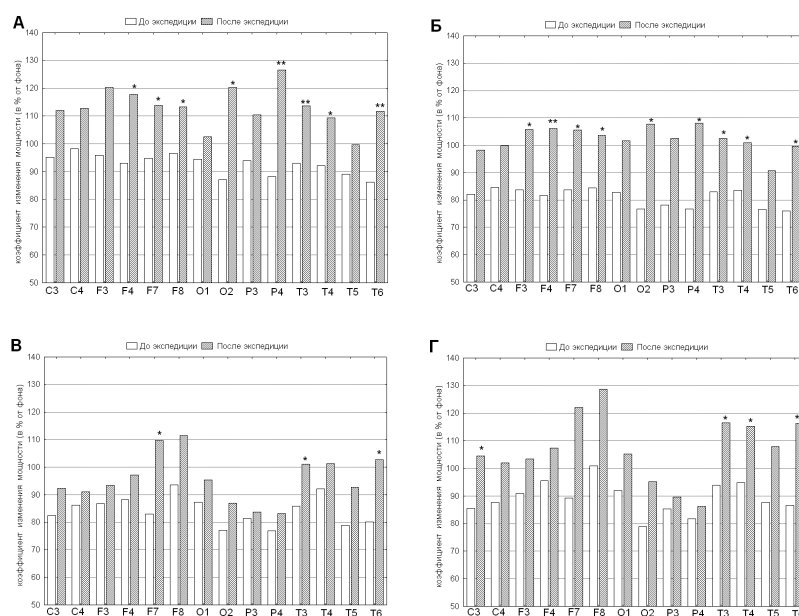 А
До экспедиции После экспедиции
коэффициент изменения мощности (в % от фона)
140
130
120
110
100
90
80
70
60
50
* * * * ** ** * **
C3 C4 F3 F4 F7 F8 O1 O2 P3 P4 T3 T4 T5 T6
Б
До экспедиции После экспедиции
коэффициент изменения мощности (в % от фона)
140
130
120
110
100
90
80
70
60
50
* ** * * * * * * *
C3 C4 F3 F4 F7 F8 O1 O2 P3 P4 T3 T4 T5 T6
В
До экспедиции После экспедиции
коэффициент изменения мощности (в % от фона)
140
130
120
110
100
90
80
70
60
50
* * *
C3 C4 F3 F4 F7 F8 O1 O2 P3 P4 T3 T4 T5 T6
Г
До экспедиции После экспедиции
коэффициент изменения мощности (в % от фона)
140
130
120
110
100
90
80
70
60
50
* * * *
C3 C4 F3 F4 F7 F8 O1 O2 P3 P4 T3 T4 T5